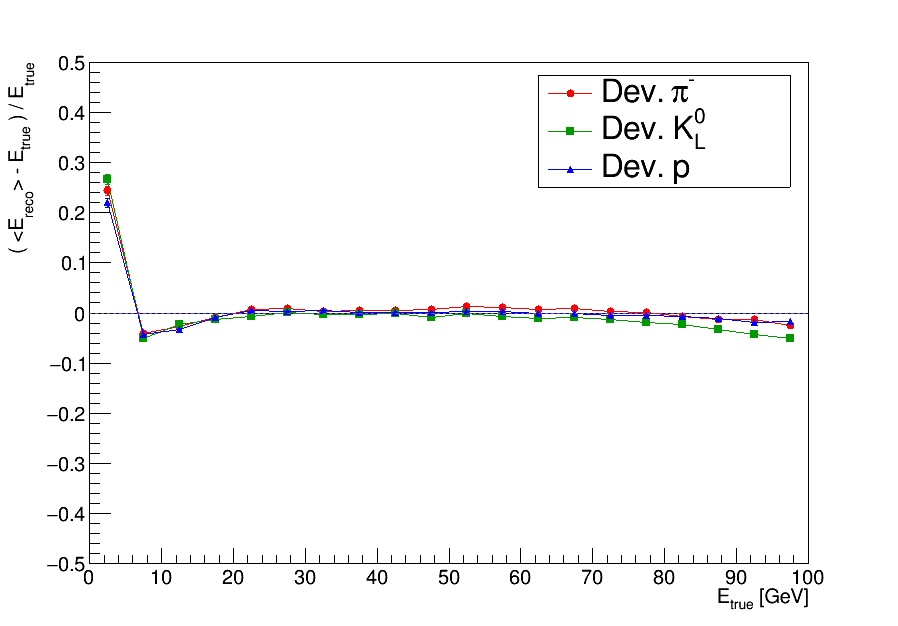 ( <E_reco> - E_true ) / E_true
0.5
0.4
0.3
0.2
0.1
0
−0.1
−0.2
−0.3
−0.4
−0.5
Dev. π⁻
Dev. K⁰_L
Dev. p
0 10 20 30 40 50 60 70 80 90 100
E_true [GeV]